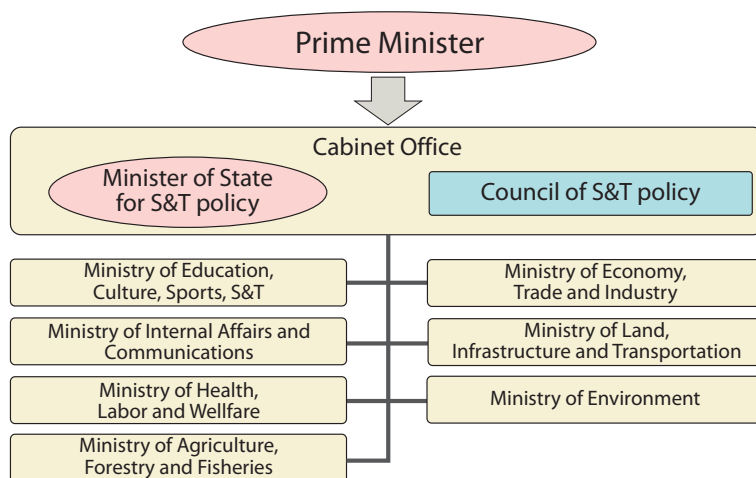 Prime Minister
Cabinet Office
Minister of State
for S&T policy
Council of S&T policy
Ministry of Education,
Culture, Sports, S&T
Ministry of Economy,
Trade and Industry
Ministry of Internal Affairs and
Communications
Ministry of Land,
Infrastructure and Transportation
Ministry of Health,
Labor and Wellfare
Ministry of Environment
Ministry of Agriculture,
Forestry and Fisheries